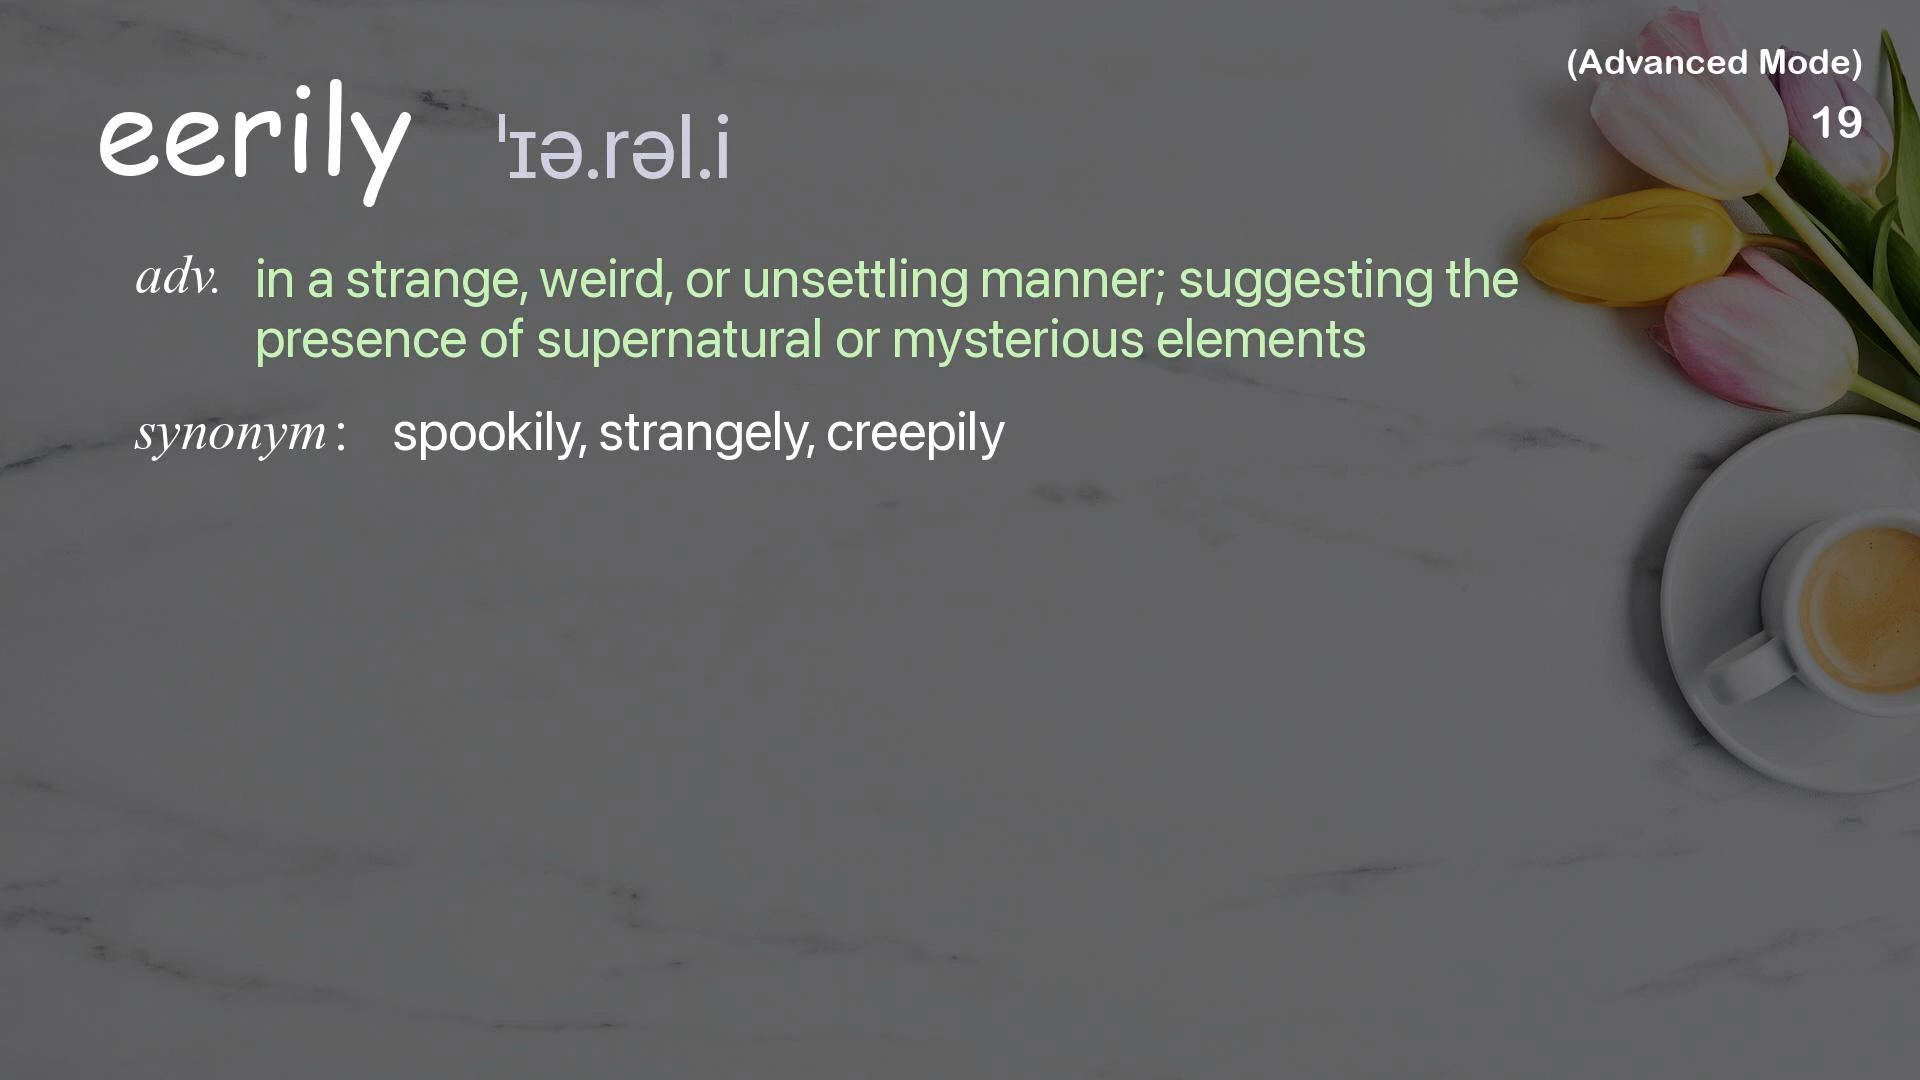 (Advanced Mode)
19
eerily ˈɪə.rəl.i
adv. in a strange, weird, or unsettling manner; suggesting the
presence of supernatural or mysterious elements
synonym: spookily, strangely, creepily